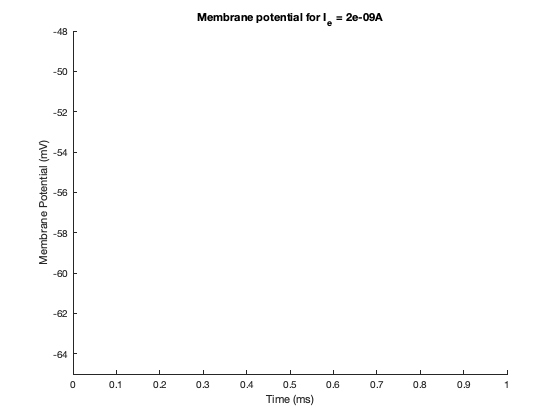 Membrane potential for I_e = 2e-09A
-48
-50
-52
-54
-56
-58
-60
-62
-64
Membrane Potential (mV)
0 0.1 0.2 0.3 0.4 0.5 0.6 0.7 0.8 0.9 1
Time (ms)